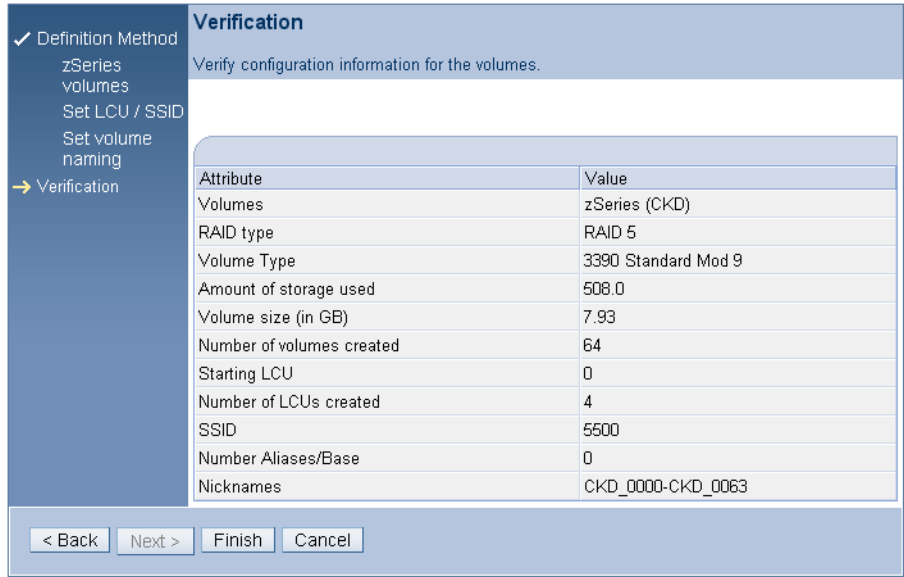 ✓ Definition Method
zSeries
volumes
Set LCU / SSID
Set volume
naming
→ Verification
Verification
Verify configuration information for the volumes.
Attribute Value
Volumes zSeries (CKD)
RAID type RAID 5
Volume Type 3390 Standard Mod 9
Amount of storage used 508.0
Volume size (in GB) 7.93
Number of volumes created 64
Starting LCU 0
Number of LCUs created 4
SSID 5500
Number Aliases/Base 0
Nicknames CKD_0000-CKD_0063
< Back Next > Finish Cancel